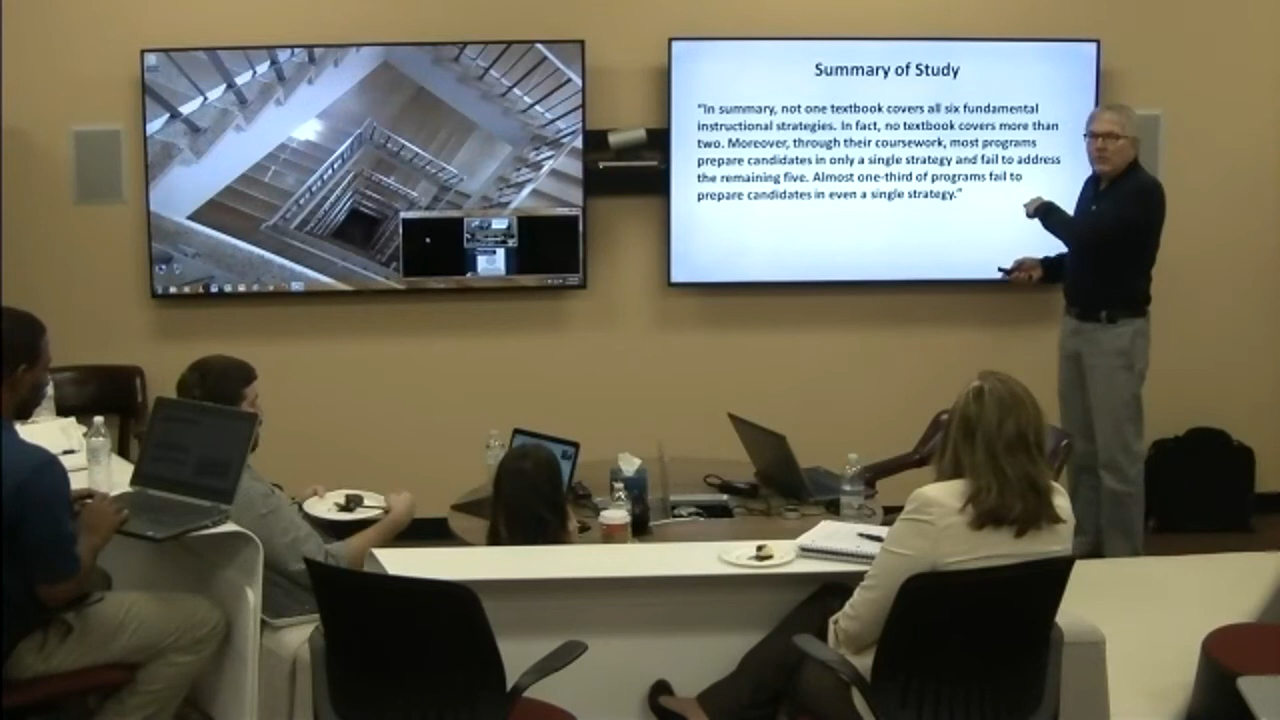 Summary of Study
“In summary, not one textbook covers all six fundamental
instructional strategies. In fact, no textbook covers more than
two. Moreover, through their coursework, most programs
prepare candidates in only a single strategy and fail to address
the remaining five. Almost one-third of programs fail to
prepare candidates in even a single strategy.”